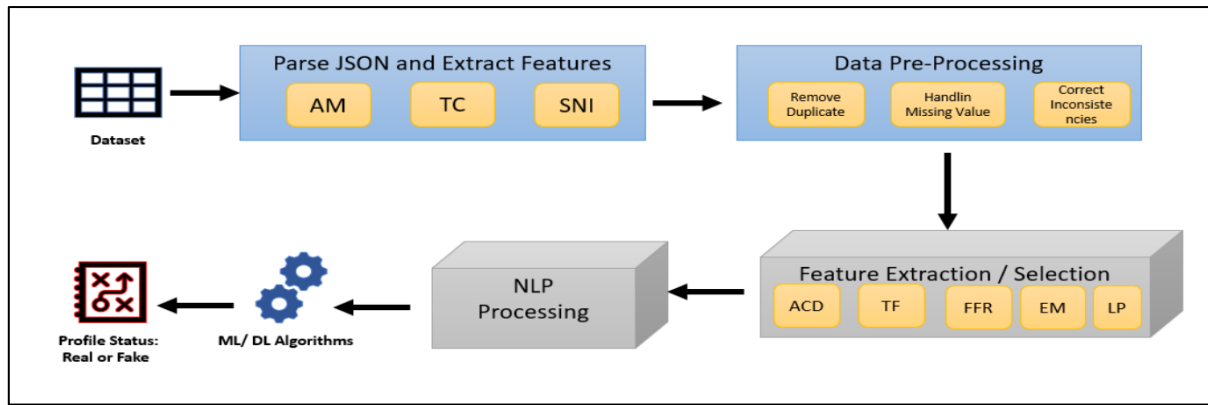 Parse JSON and Extract Features
AM
TC
SNI
Dataset
Data Pre-Processing
Remove
Duplicate
Handlin
Missing Value
Correct
Inconsiste
ncies
Feature Extraction / Selection
ACD
TF
FFR
EM
LP
NLP
Processing
ML/ DL Algorithms
Profile Status:
Real or Fake